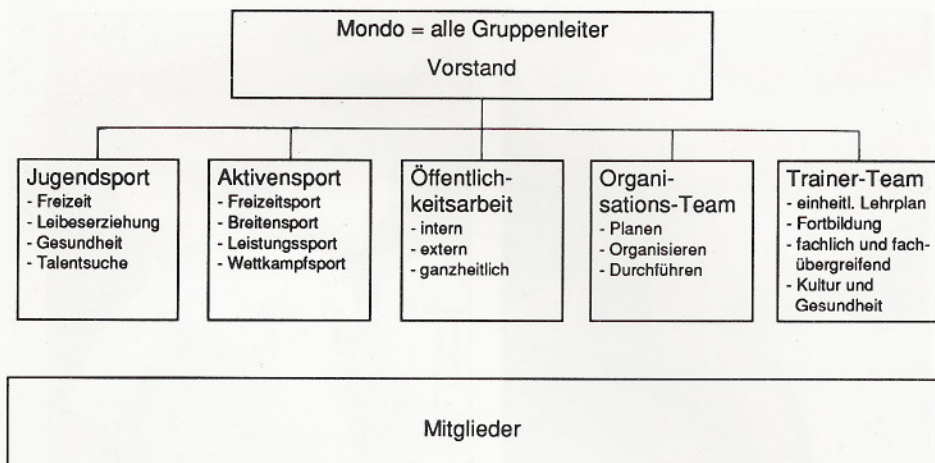 Mondo = alle Gruppenleiter
Vorstand
Jugendsport
- Freizeit
- Leibeserziehung
- Gesundheit
- Talentsuche
Aktivensport
- Freizeitsport
- Breitensport
- Leistungssport
- Wettkampfsport
Öffentlich-
keitsarbeit
- intern
- extern
- ganzheitlich
Organi-
sations-Team
- Planen
- Organisieren
- Durchführen
Trainer-Team
- einheitl. Lehrplan
- Fortbildung
- fachlich und fach-
übergreifend
- Kultur und
Gesundheit
Mitglieder